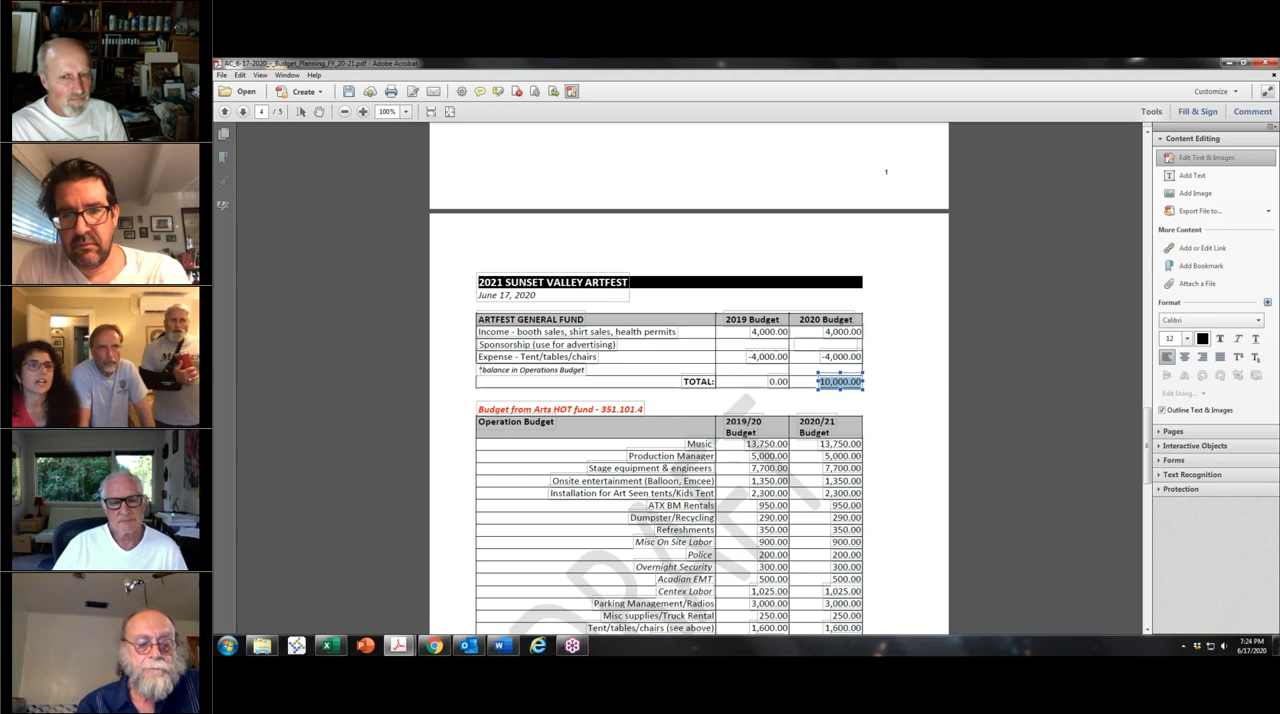 AC_6-17-2020_-_Budget_Planning_FY_20-21.pdf - Adobe Acrobat
File Edit View Window Help
Open Create Customize
4 / 5 100% Tools Fill & Sign Comment
Content Editing
Edit Text & Images
Add Text
Add Image
Export File to...
More Content
Add or Edit Link
Add Bookmark
Attach a File
Format
Calibri
12
Edit Using...
Outline Text & Images
Pages
Interactive Objects
Forms
Text Recognition
Protection
1
2021 SUNSET VALLEY ARTFEST
June 17, 2020
ARTFEST GENERAL FUND 2019 Budget 2020 Budget
Income - booth sales, shirt sales, health permits 4,000.00 4,000.00
Sponsorship (use for advertising)
Expense - Tent/tables/chairs -4,000.00 -4,000.00
*balance in Operations Budget
TOTAL: 0.00 10,000.00
Budget from Arts HOT fund - 351.101.4
Operation Budget 2019/20 Budget 2020/21 Budget
Music 13,750.00 13,750.00
Production Manager 5,000.00 5,000.00
Stage equipment & engineers 7,700.00 7,700.00
Onsite entertainment (Balloon, Emcee) 1,350.00 1,350.00
Installation for Art Seen tents/Kids Tent 2,300.00 2,300.00
ATX BM Rentals 950.00 950.00
Dumpster/Recycling 290.00 290.00
Refreshments 350.00 350.00
Misc On Site Labor 900.00 900.00
Police 200.00 200.00
Overnight Security 300.00 300.00
Acadian EMT 500.00 500.00
Centex Labor 1,025.00 1,025.00
Parking Management/Radios 3,000.00 3,000.00
Misc supplies/Truck Rental 250.00 250.00
Tent/tables/chairs (see above) 1,600.00 1,600.00
DRAFT
7:24 PM
6/17/2020